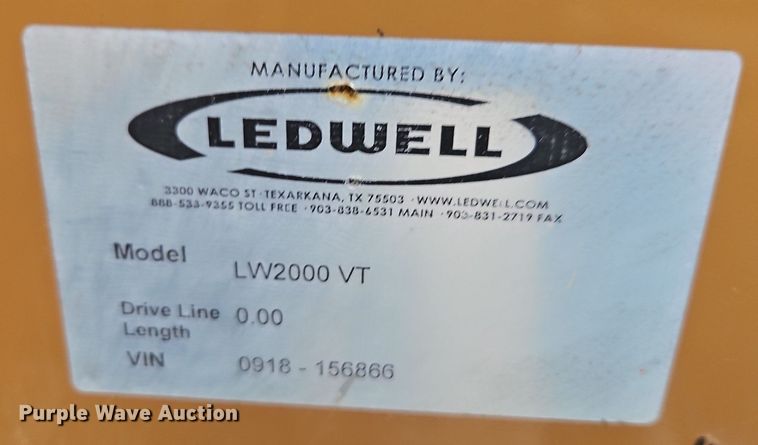 MANUFACTURED BY:
LEDWELL
3300 WACO ST · TEXARKANA, TX 75503 · WWW.LEDWELL.COM
888-533-9355 TOLL FREE · 903-838-6531 MAIN · 903-831-2719 FAX
Model LW2000 VT
Drive Line Length 0.00
VIN 0918 - 156866
Purple Wave Auction